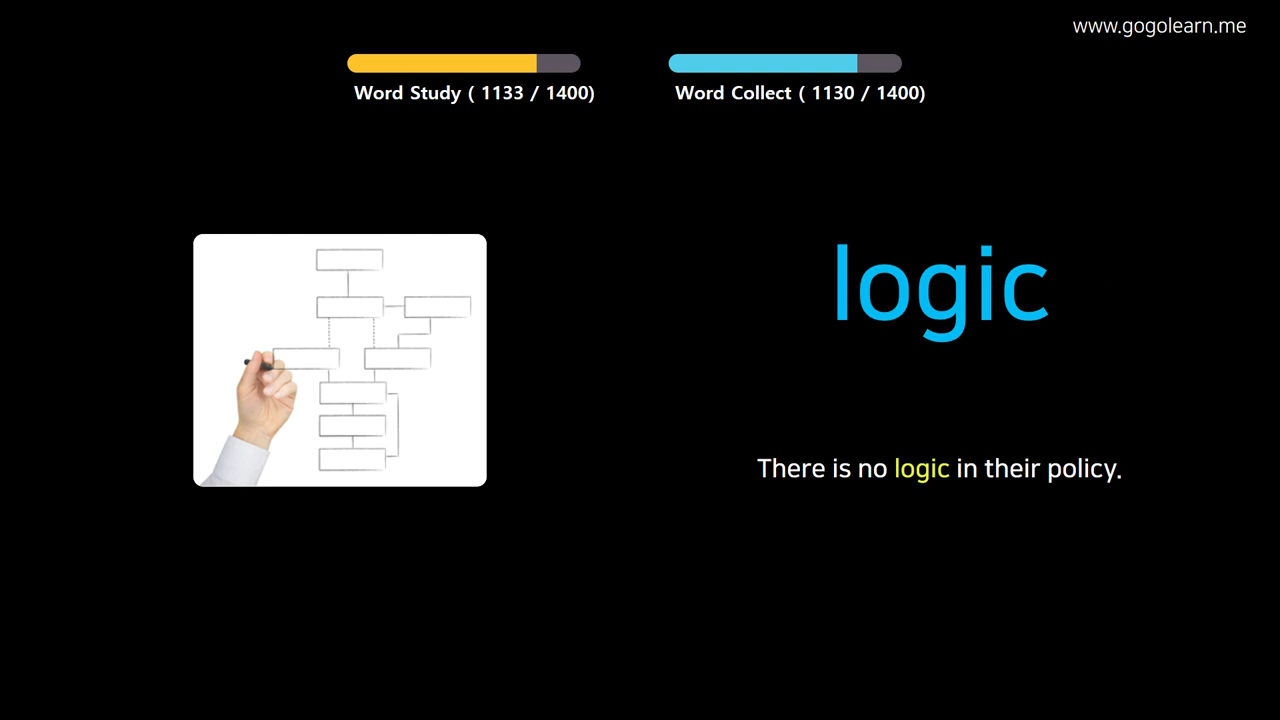 www.gogolearn.me
Word Study ( 1133 / 1400)
Word Collect ( 1130 / 1400)
logic
There is no logic in their policy.